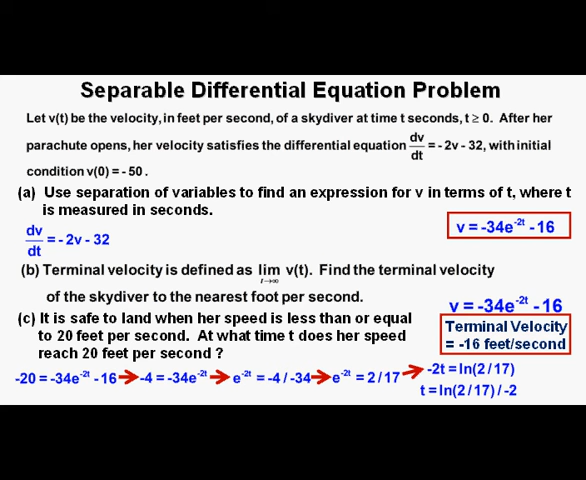 Separable Differential Equation Problem
Let v(t) be the velocity, in feet per second, of a skydiver at time t seconds, t ≥ 0. After her
parachute opens, her velocity satisfies the differential equation dv/dt = - 2v - 32, with initial
condition v(0) = - 50 .
(a) Use separation of variables to find an expression for v in terms of t, where t
is measured in seconds.
v = -34e^-2t - 16
dv/dt = - 2v - 32
(b) Terminal velocity is defined as lim t→∞ v(t). Find the terminal velocity
of the skydiver to the nearest foot per second.
v = -34e^-2t - 16
(c) It is safe to land when her speed is less than or equal
to 20 feet per second. At what time t does her speed
reach 20 feet per second ?
Terminal Velocity
= -16 feet/second
-20 = -34e^-2t - 16 → -4 = -34e^-2t → e^-2t = -4 / -34 → e^-2t = 2 / 17 → -2t = ln(2 / 17)
t = ln(2 / 17) / -2